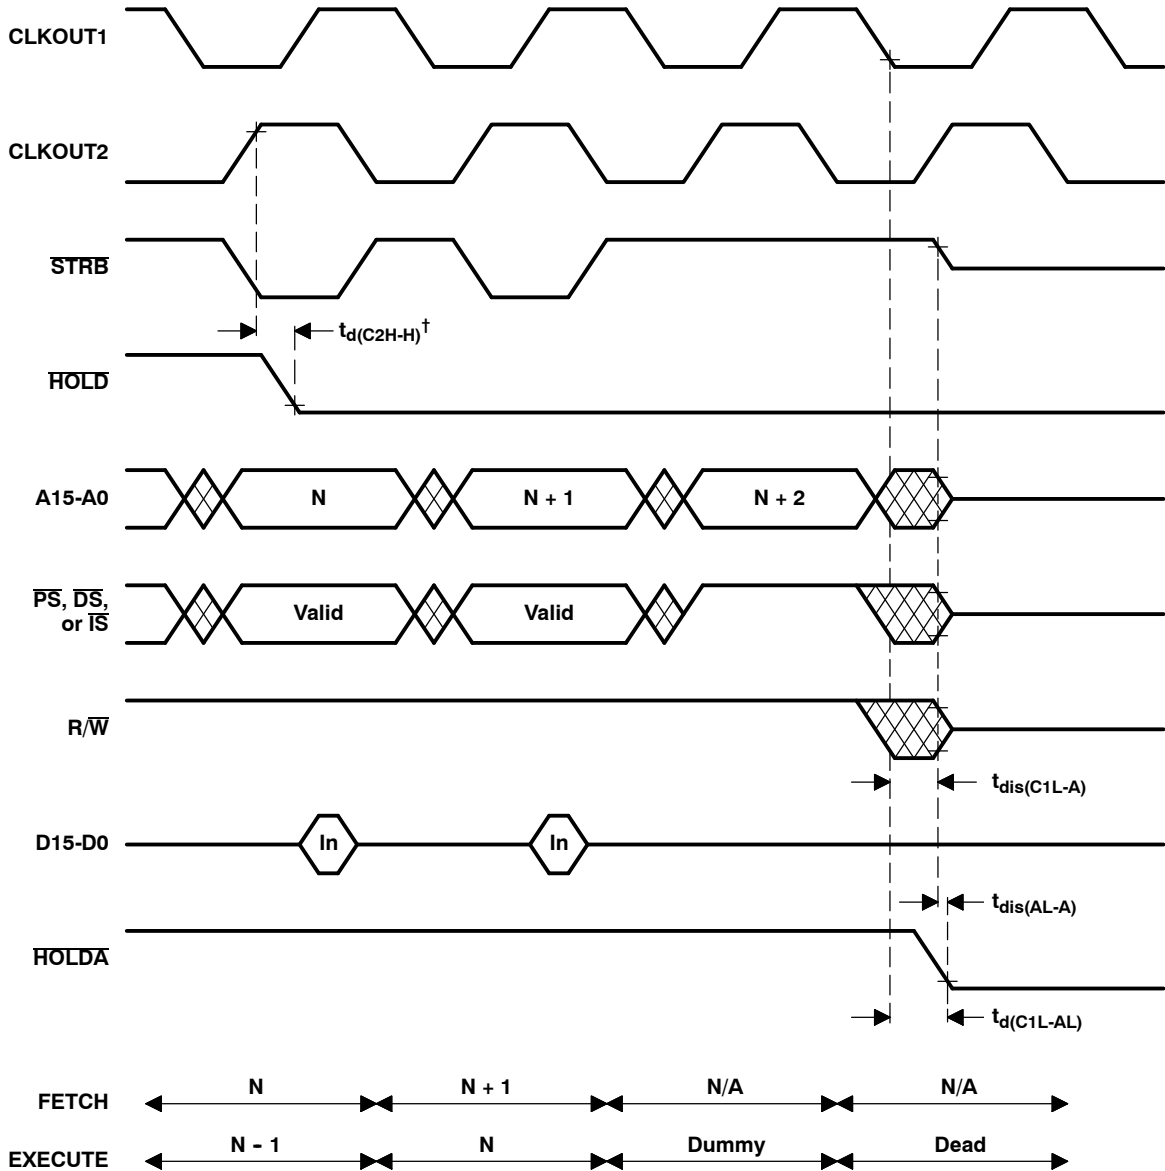 CLKOUT1
CLKOUT2
STRB
td(C2H-H)†
HOLD
A15-A0 N N + 1 N + 2
PS, DS,
or IS
Valid Valid
R/W
tdis(C1L-A)
D15-D0 In In
tdis(AL-A)
HOLDA
td(C1L-AL)
FETCH N N + 1 N/A N/A
EXECUTE N - 1 N Dummy Dead